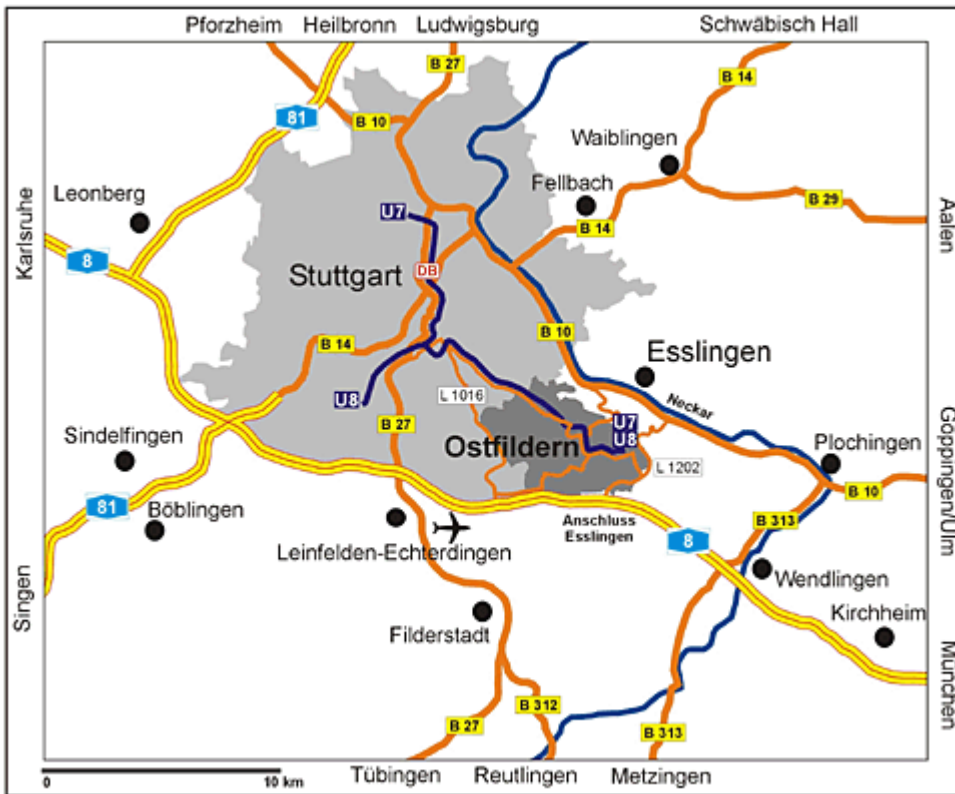 Pforzheim
Heilbronn
Ludwigsburg
Schwäbisch Hall
B 27
B 14
81
B 10
Waiblingen
Karlsruhe
Leonberg
Fellbach
B 29
U7
B 14
Aalen
8
DB
Stuttgart
B 10
B 14
Esslingen
U8
L 1016
Neckar
B 27
U7
U8
Sindelfingen
Ostfildern
Plochingen
L 1202
B 10
Göppingen/Ulm
81
Böblingen
Anschluss
Esslingen
B 313
8
Leinfelden-Echterdingen
Wendlingen
Singen
Filderstadt
Kirchheim
München
B 312
B 27
B 313
0
10 km
Tübingen
Reutlingen
Metzingen